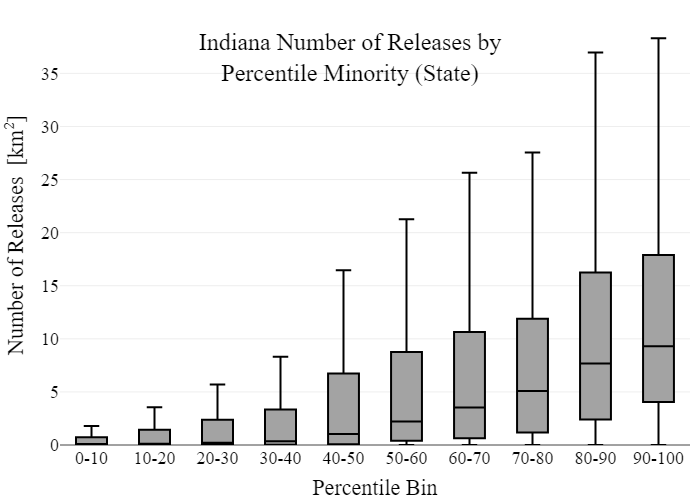 Indiana Number of Releases by
Percentile Minority (State)
Number of Releases [km²]
35
30
25
20
15
10
5
0
0-10 10-20 20-30 30-40 40-50 50-60 60-70 70-80 80-90 90-100
Percentile Bin